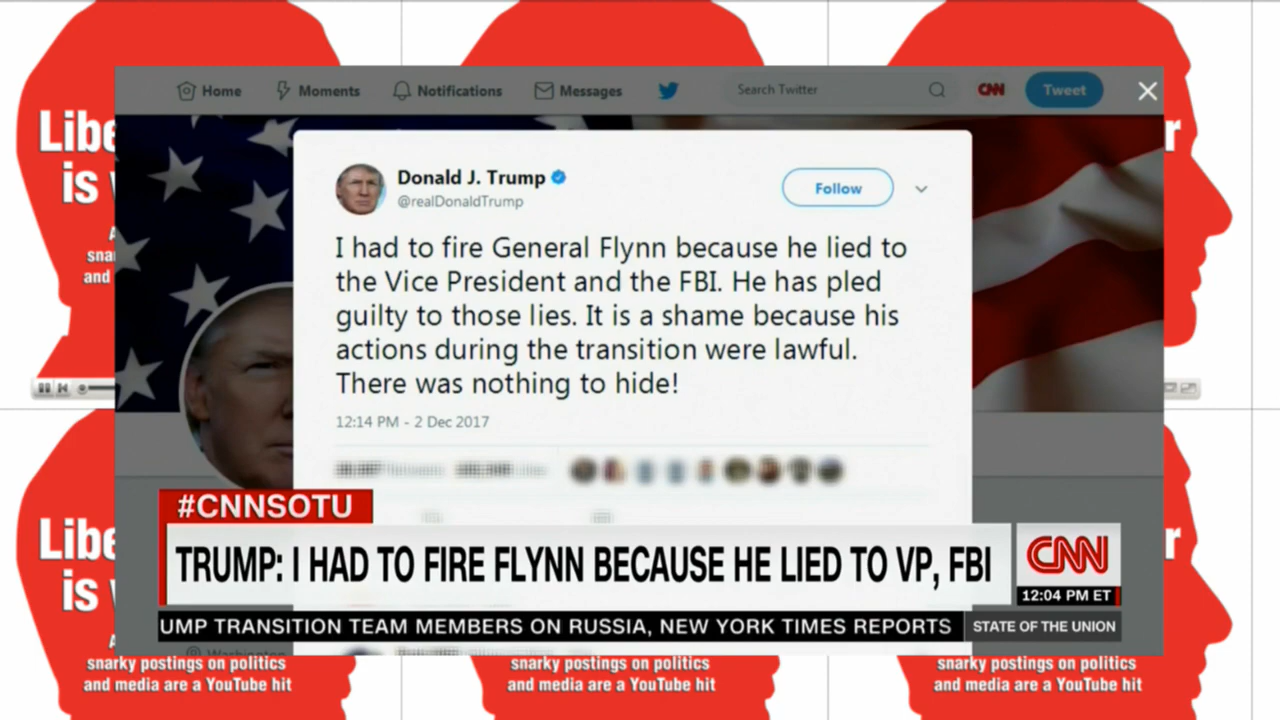 Home
Moments
Notifications
Messages
Search Twitter
CNN
Tweet
Donald J. Trump
@realDonaldTrump
Follow
I had to fire General Flynn because he lied to
the Vice President and the FBI. He has pled
guilty to those lies. It is a shame because his
actions during the transition were lawful.
There was nothing to hide!
12:14 PM - 2 Dec 2017
#CNNSOTU
TRUMP: I HAD TO FIRE FLYNN BECAUSE HE LIED TO VP, FBI
CNN
12:04 PM ET
UMP TRANSITION TEAM MEMBERS ON RUSSIA, NEW YORK TIMES REPORTS
STATE OF THE UNION
Washington
Libe
is
sna
and
r
Libe
is
r
snarky postings on politics
and media are a YouTube hit
snarky postings on politics
and media are a YouTube hit
snarky postings on politics
and media are a YouTube hit